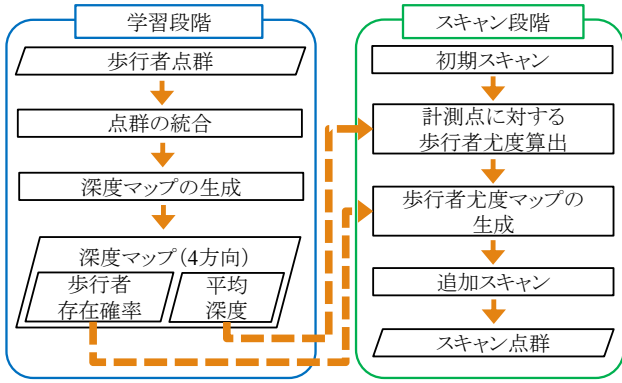 学習段階
歩行者点群
点群の統合
深度マップの生成
深度マップ(4方向)
歩行者
存在確率
平均
深度
スキャン段階
初期スキャン
計測点に対する
歩行者尤度算出
歩行者尤度マップの
生成
追加スキャン
スキャン点群